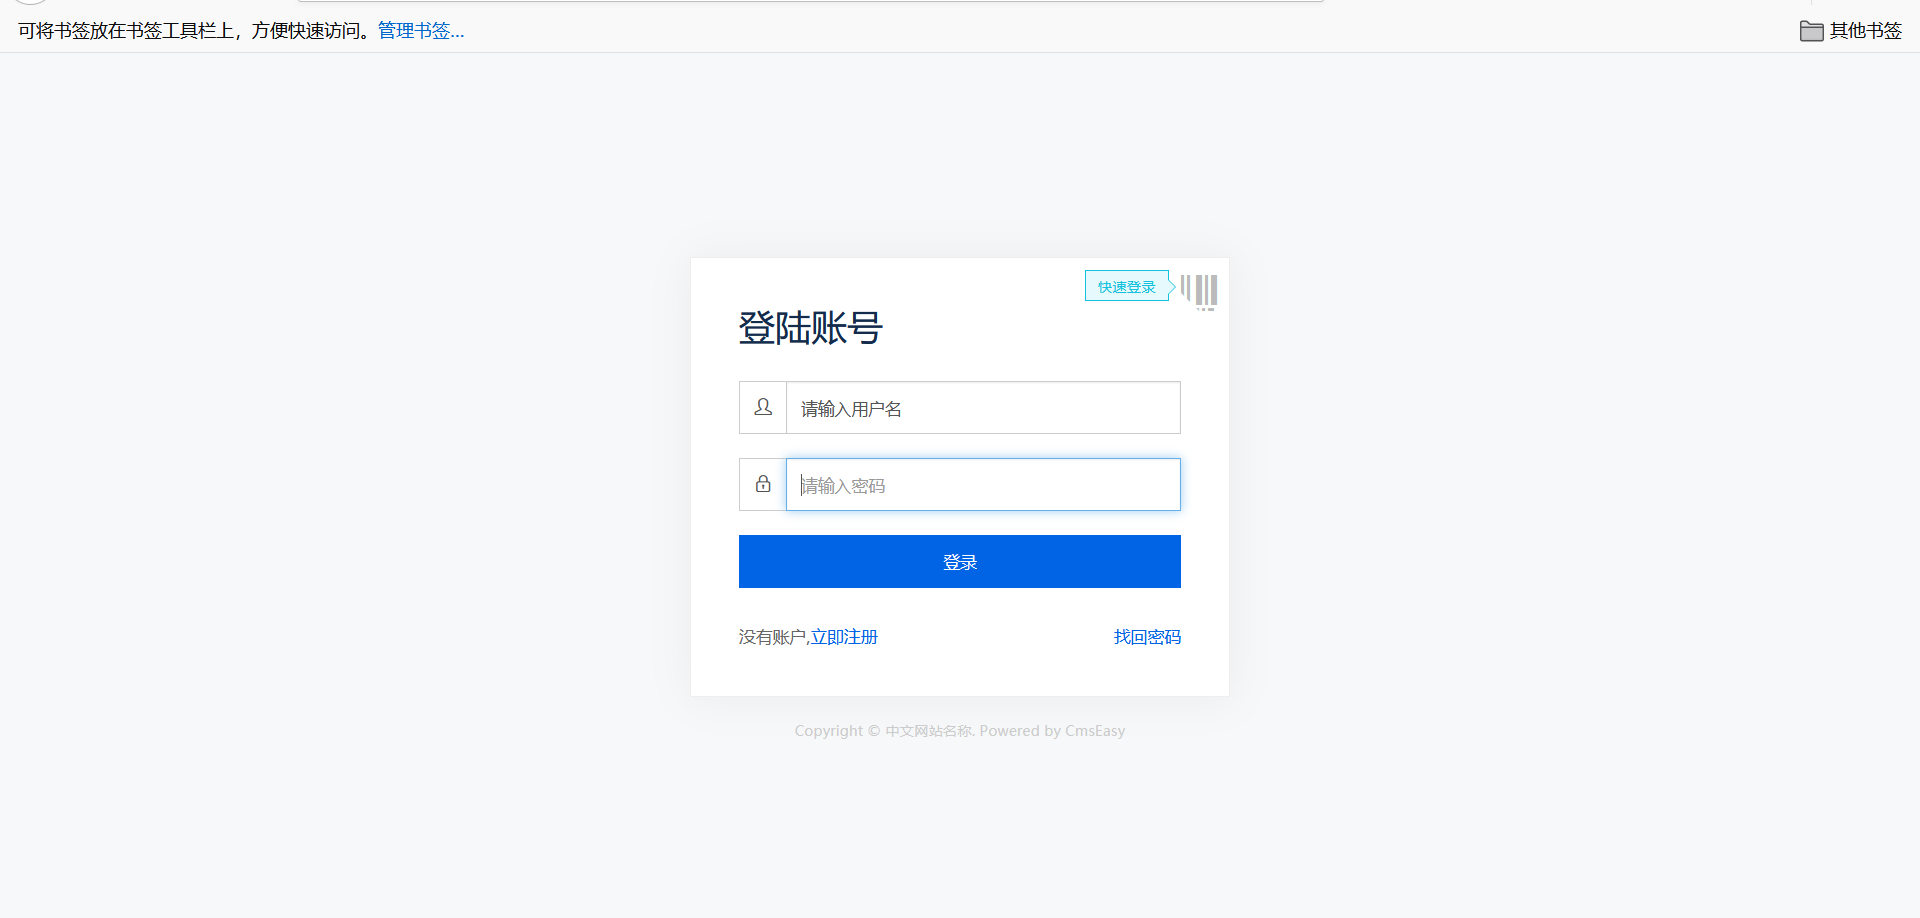 可将书签放在书签工具栏上，方便快速访问。管理书签...
其他书签
快速登录
登陆账号
请输入用户名
请输入密码
登录
没有账户,立即注册
找回密码
Copyright © 中文网站名称. Powered by CmsEasy